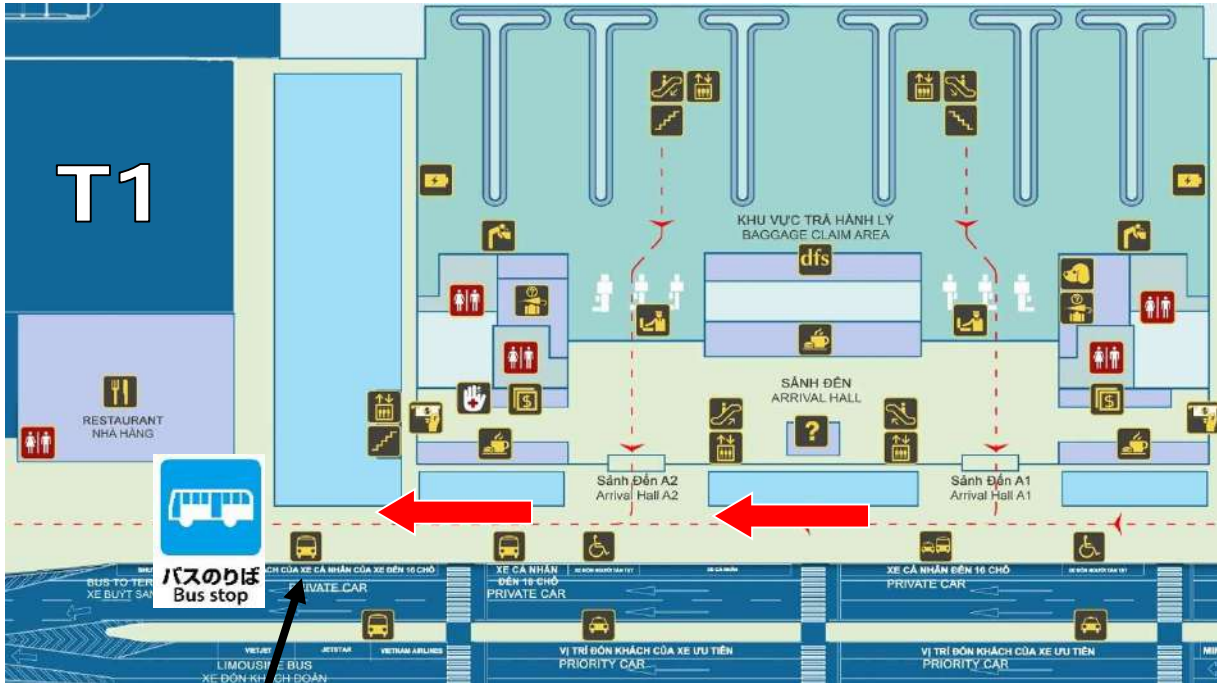 T1
KHU VỰC TRẢ HÀNH LÝ
BAGGAGE CLAIM AREA
dfs
SẢNH ĐẾN
ARRIVAL HALL
?
RESTAURANT
NHÀ HÀNG
Sảnh Đến A2
Arrival Hall A2
Sảnh Đến A1
Arrival Hall A1
バスのりば
Bus stop
BUS TO TER
XE BUÝT SA
CỦA XE CÁ NHÂN CỦA XE ĐẾN 16 CHỖ
PRIVATE CAR
XE CÁ NHÂN
ĐẾN 16 CHỖ
PRIVATE CAR
XE CÁ NHÂN ĐẾN 16 CHỖ
PRIVATE CAR
VIETJET
JETSTAR
VIETNAM AIRLINES
LIMOUSINE BUS
XE ĐÓN KHÁCH ĐOÀN
VỊ TRÍ ĐÓN KHÁCH CỦA XE ƯU TIÊN
PRIORITY CAR
VỊ TRÍ ĐÓN KHÁCH CỦA XE ƯU TIÊN
PRIORITY CAR